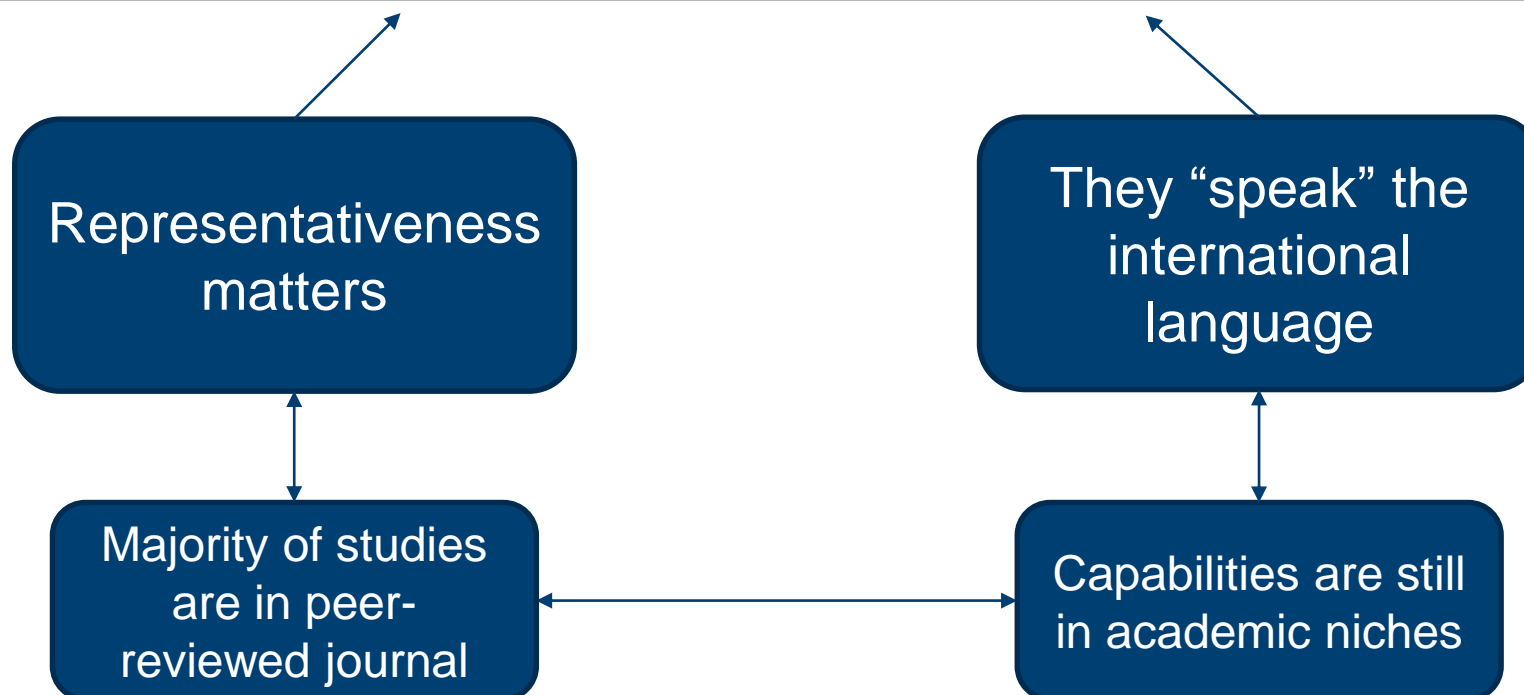 Representativeness
matters
They “speak” the
international
language
Majority of studies
are in peer-
reviewed journal
Capabilities are still
in academic niches